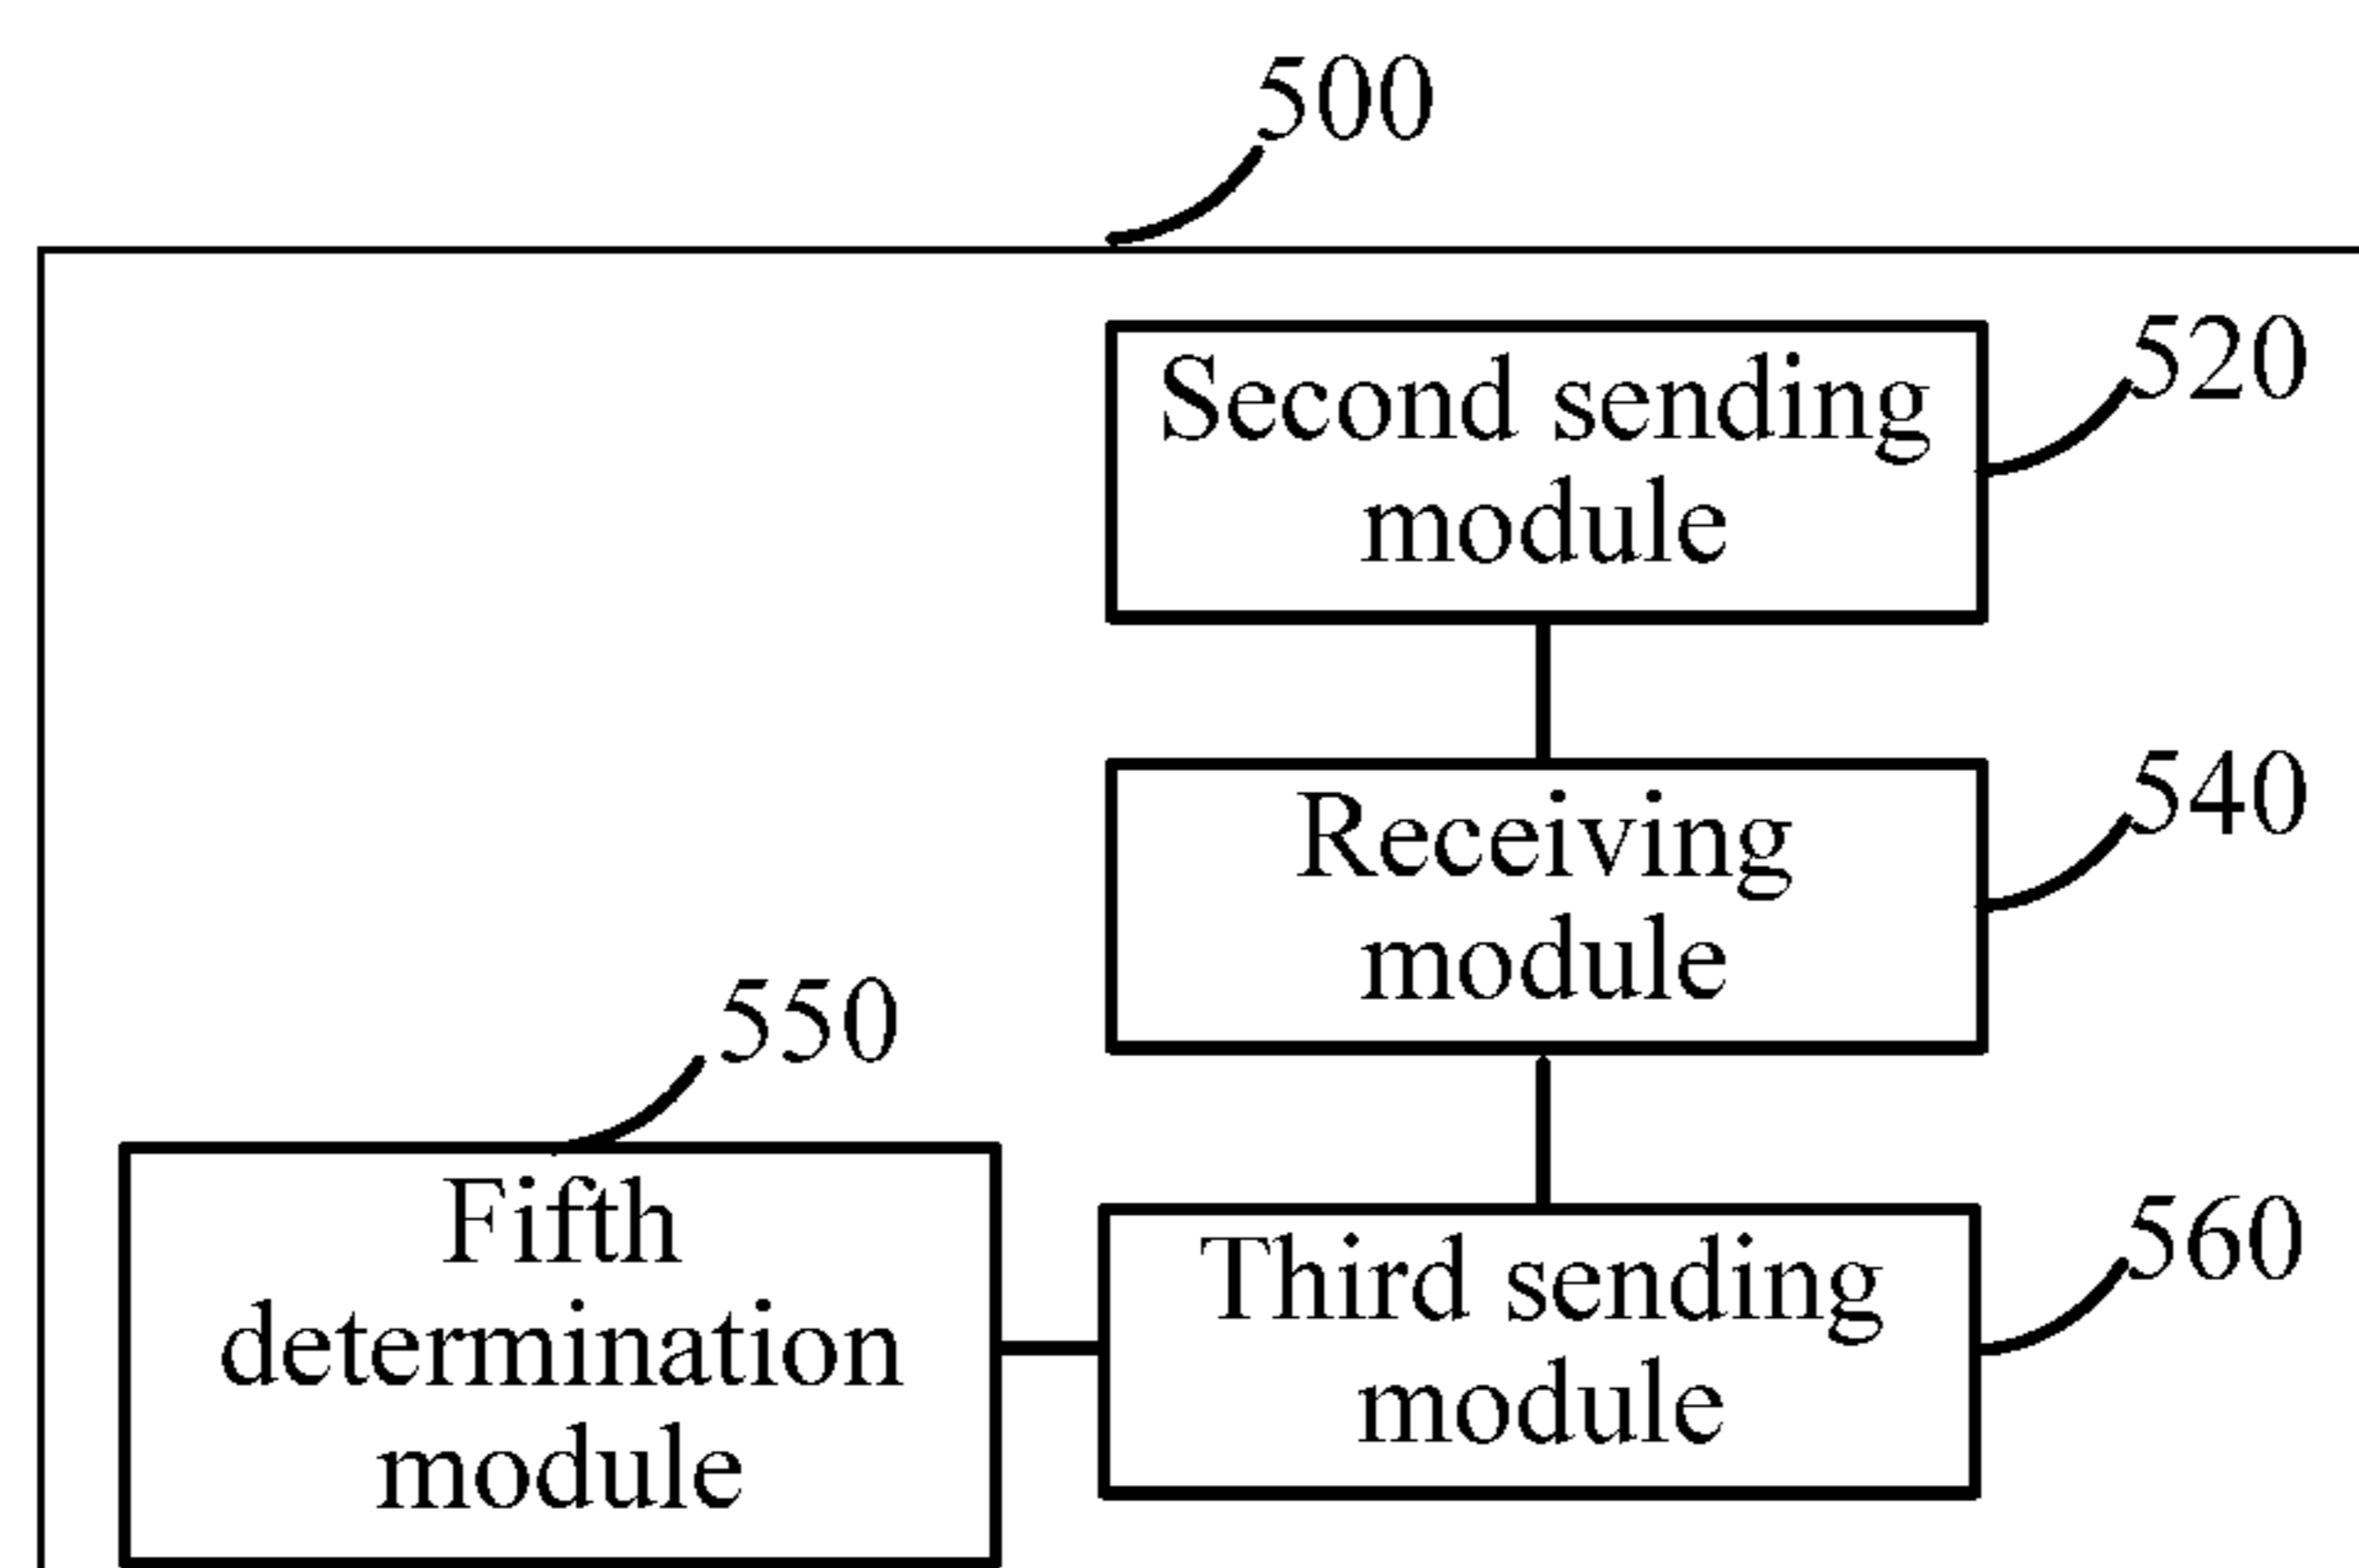 500
Second sending
module
520
Receiving
module
540
550
Fifth
determination
module
Third sending
module
560